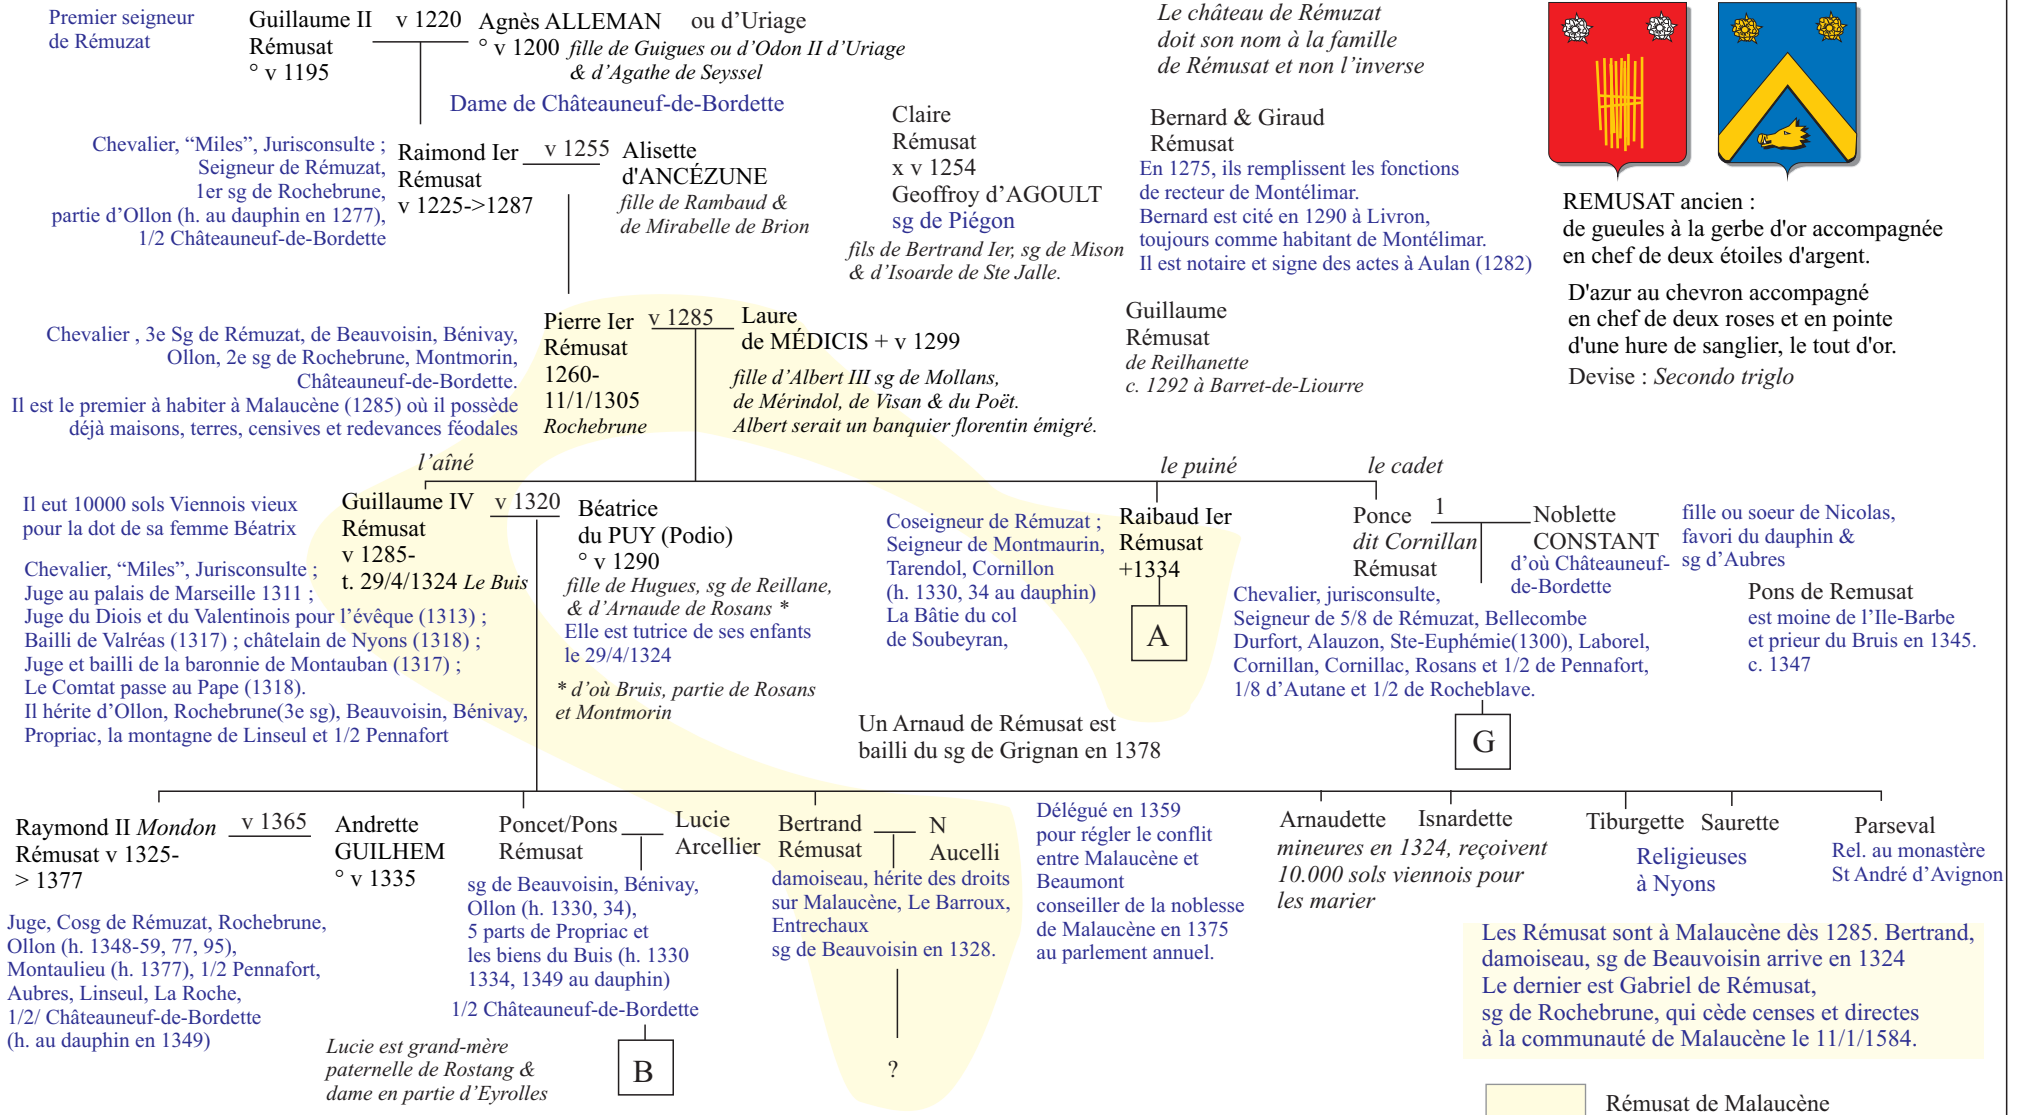 Premier seigneur
de Rémuzat
Guillaume II
Rémusat
° v 1195
v 1220
Agnès ALLEMAN ou d’Uriage
° v 1200 fille de Guigues ou d’Odon II d’Uriage
& d’Agathe de Seyssel
Dame de Châteauneuf-de-Bordette
Le château de Rémuzat
doit son nom à la famille
de Rémusat et non l’inverse
Chevalier, “Miles”, Jurisconsulte ;
Seigneur de Rémuzat,
1er sg de Rochebrune,
partie d’Ollon (h. au dauphin en 1277),
1/2 Châteauneuf-de-Bordette
Raimond Ier
Rémusat
v 1225->1287
v 1255
Alisette
d'ANCÉZUNE
fille de Rambaud &
de Mirabelle de Brion
Claire
Rémusat
x v 1254
Geoffroy d’AGOULT
sg de Piégon
fils de Bertrand Ier, sg de Mison
& d’Isoarde de Ste Jalle.
Bernard & Giraud
Rémusat
En 1275, ils remplissent les fonctions
de recteur de Montélimar.
Bernard est cité en 1290 à Livron,
toujours comme habitant de Montélimar.
Il est notaire et signe des actes à Aulan (1282)
REMUSAT ancien :
de gueules à la gerbe d'or accompagnée
en chef de deux étoiles d'argent.
D'azur au chevron accompagné
en chef de deux roses et en pointe
d'une hure de sanglier, le tout d'or.
Devise : Secondo triglo
Chevalier , 3e Sg de Rémuzat, de Beauvoisin, Bénivay,
Ollon, 2e sg de Rochebrune, Montmorin,
Châteauneuf-de-Bordette.
Il est le premier à habiter à Malaucène (1285) où il possède
déjà maisons, terres, censives et redevances féodales
Pierre Ier
Rémusat
1260-
11/1/1305
Rochebrune
v 1285
Laure
de MÉDICIS + v 1299
fille d’Albert III sg de Mollans,
de Mérindol, de Visan & du Poët.
Albert serait un banquier florentin émigré.
Guillaume
Rémusat
de Reilhanette
c. 1292 à Barret-de-Liourre
l’aîné
le puiné
le cadet
Il eut 10000 sols Viennois vieux
pour la dot de sa femme Béatrix
Chevalier, “Miles”, Jurisconsulte ;
Juge au palais de Marseille 1311 ;
Juge du Diois et du Valentinois pour l’évêque (1313) ;
Bailli de Valréas (1317) ; châtelain de Nyons (1318) ;
Juge et bailli de la baronnie de Montauban (1317) ;
Le Comtat passe au Pape (1318).
Il hérite d’Ollon, Rochebrune(3e sg), Beauvoisin, Bénivay,
Propriac, la montagne de Linseul et 1/2 Pennafort
Guillaume IV
Rémusat
v 1285-
t. 29/4/1324 Le Buis
v 1320
Béatrice
du PUY (Podio)
° v 1290
fille de Hugues, sg de Reillane,
& d’Arnaude de Rosans *
Elle est tutrice de ses enfants
le 29/4/1324
* d’où Bruis, partie de Rosans
et Montmorin
Coseigneur de Rémuzat ;
Seigneur de Montmaurin,
Tarendol, Cornillon
(h. 1330, 34 au dauphin)
La Bâtie du col
de Soubeyran,
Raibaud Ier
Rémusat
+1334
A
Ponce
dit Cornillan
Rémusat
1
Noblette
CONSTANT
d’où Châteauneuf-
de-Bordette
fille ou soeur de Nicolas,
favori du dauphin &
sg d’Aubres
Chevalier, jurisconsulte,
Seigneur de 5/8 de Rémuzat, Bellecombe
Durfort, Alauzon, Ste-Euphémie(1300), Laborel,
Cornillan, Cornillac, Rosans et 1/2 de Pennafort,
1/8 d’Autane et 1/2 de Rocheblave.
G
Pons de Remusat
est moine de l’Ile-Barbe
et prieur du Bruis en 1345.
c. 1347
Un Arnaud de Rémusat est
bailli du sg de Grignan en 1378
Raymond II Mondon
Rémusat v 1325-
> 1377
v 1365
Andrette
GUILHEM
° v 1335
Juge, Cosg de Rémuzat, Rochebrune,
Ollon (h. 1348-59, 77, 95),
Montaulieu (h. 1377), 1/2 Pennafort,
Aubres, Linseul, La Roche,
1/2/ Châteauneuf-de-Bordette
(h. au dauphin en 1349)
Poncet/Pons
Rémusat
Lucie
Arcellier
sg de Beauvoisin, Bénivay,
Ollon (h. 1330, 34),
5 parts de Propriac et
les biens du Buis (h. 1330
1334, 1349 au dauphin)
1/2 Châteauneuf-de-Bordette
Lucie est grand-mère
paternelle de Rostang &
dame en partie d’Eyrolles
B
Bertrand
Rémusat
N
Aucelli
damoiseau, hérite des droits
sur Malaucène, Le Barroux,
Entrechaux
sg de Beauvoisin en 1328.
?
Délégué en 1359
pour régler le conflit
entre Malaucène et
Beaumont
conseiller de la noblesse
de Malaucène en 1375
au parlement annuel.
Arnaudette Isnardette
mineures en 1324, reçoivent
10.000 sols viennois pour
les marier
Tiburgette Saurette
Religieuses
à Nyons
Parseval
Rel. au monastère
St André d’Avignon
Les Rémusat sont à Malaucène dès 1285. Bertrand,
damoiseau, sg de Beauvoisin arrive en 1324
Le dernier est Gabriel de Rémusat,
sg de Rochebrune, qui cède censes et directes
à la communauté de Malaucène le 11/1/1584.
Rémusat de Malaucène